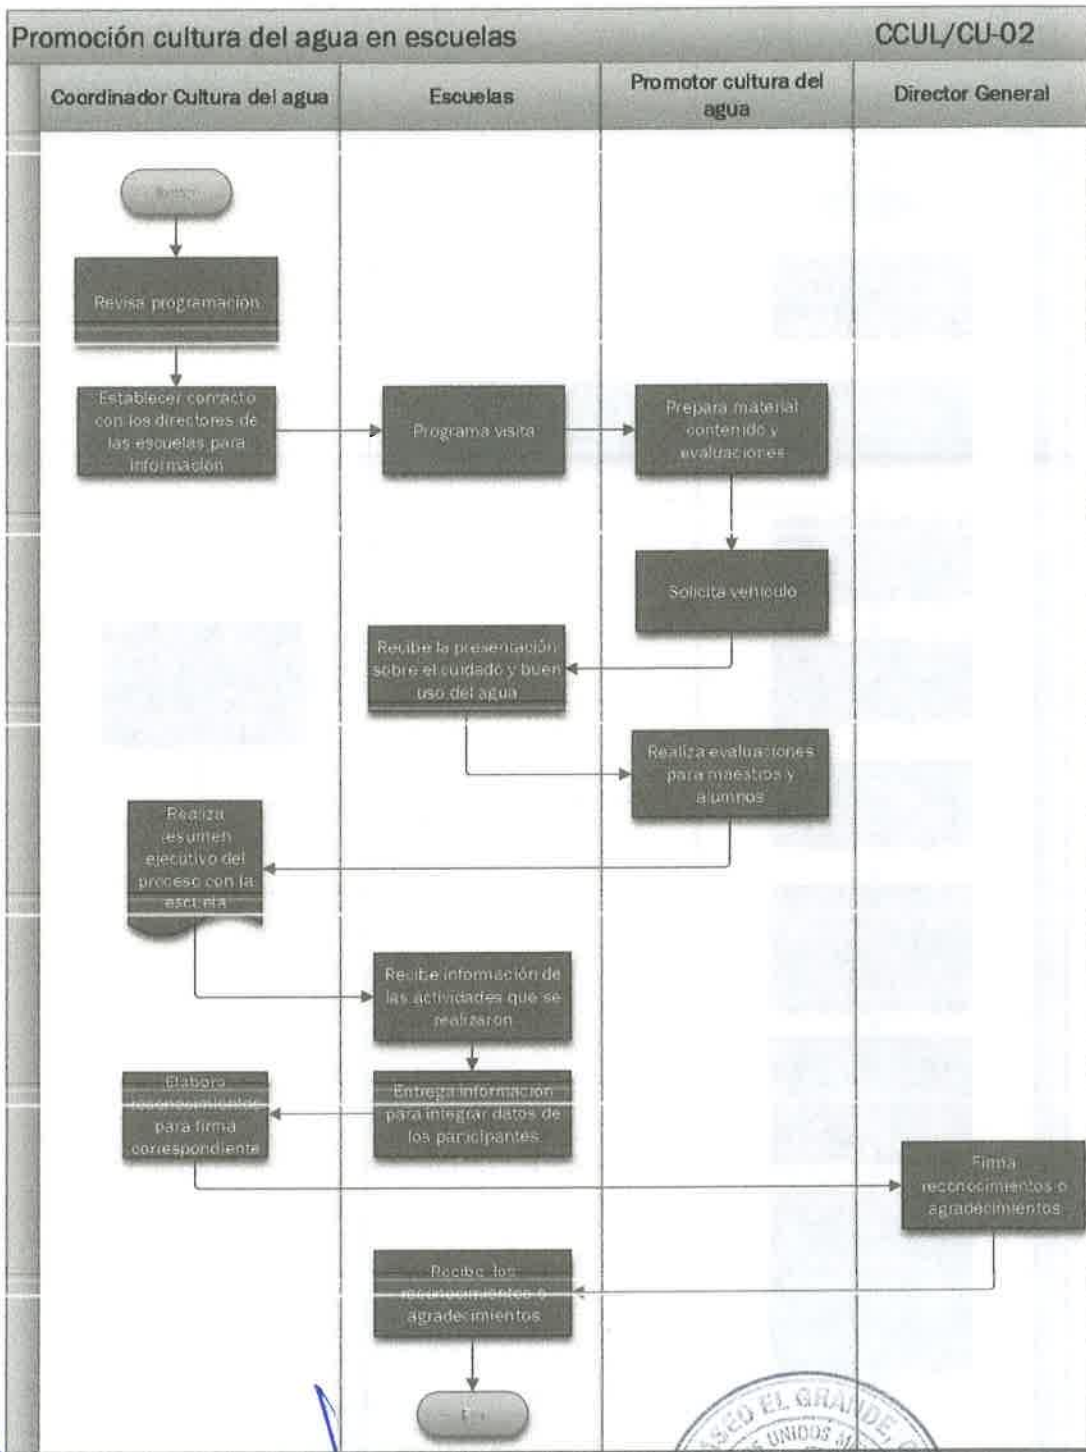 Promoción cultura del agua en escuelas
CCUL/CU-02
Coordinador Cultura del agua
Escuelas
Promotor cultura del
agua
Director General
Revisa programación
Establecer contacto
con los directores de
las escuelas para
información
Programa visita
Prepara material
contenido y
evaluaciones
Solicita vehículo
Recibe la presentación
sobre el cuidado y buen
uso del agua
Realiza evaluaciones
para maestros y
alumnos
Realiza
resumen
ejecutivo del
proceso con la
escuela
Recibe información de
las actividades que se
realizaron
Entrega información
para integrar datos de
los participantes
Elabora
reconocimientos
para firma
correspondiente
Firma
reconocimientos o
agradecimientos
Recibe los
reconocimientos o
agradecimientos
Fin
EL GRANDE,
UNIDOS